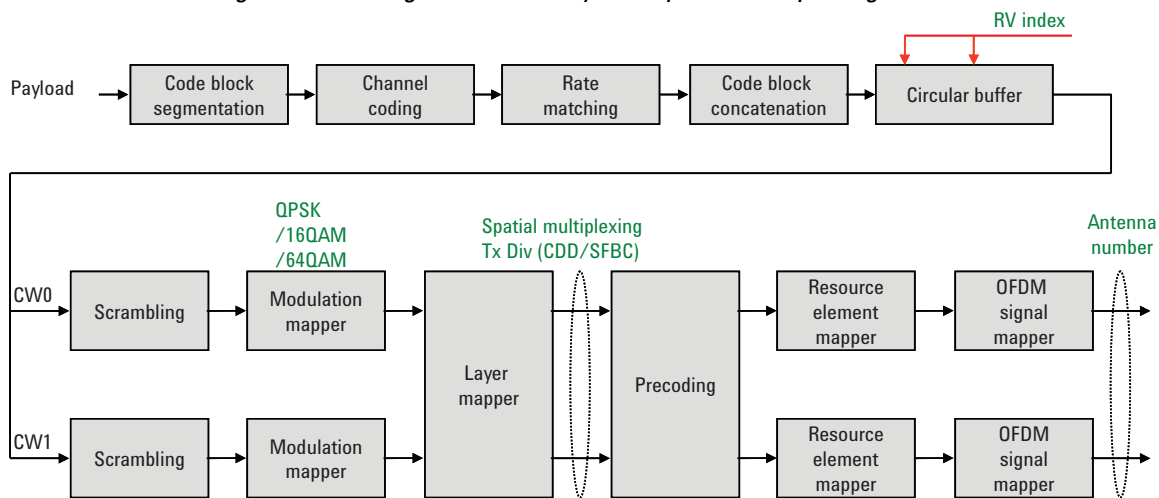 RV index
Payload
Code block
segmentation
Channel
coding
Rate
matching
Code block
concatenation
Circular buffer
QPSK
/16QAM
/64QAM
Spatial multiplexing
Tx Div (CDD/SFBC)
Antenna
number
CW0
Scrambling
Modulation
mapper
Layer
mapper
Precoding
Resource
element
mapper
OFDM
signal
mapper
CW1
Scrambling
Modulation
mapper
Resource
element
mapper
OFDM
signal
mapper